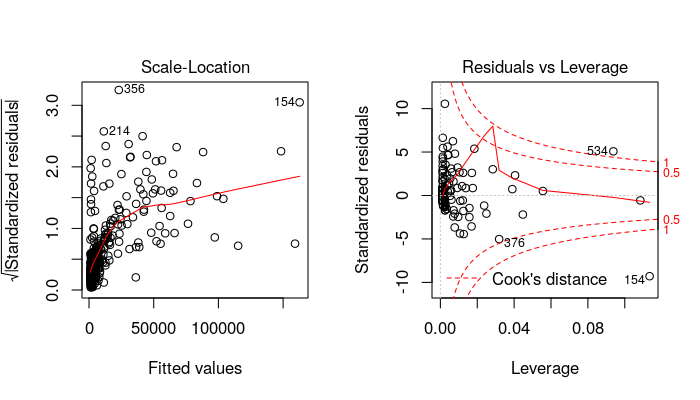 Scale-Location
√|Standardized residuals|
0.0 1.0 2.0 3.0
356
154
214
0 50000 100000
Fitted values
Residuals vs Leverage
Standardized residuals
-10 -5 0 5 10
534
1
0.5
0.5
1
376
Cook's distance
154
0.00 0.04 0.08
Leverage